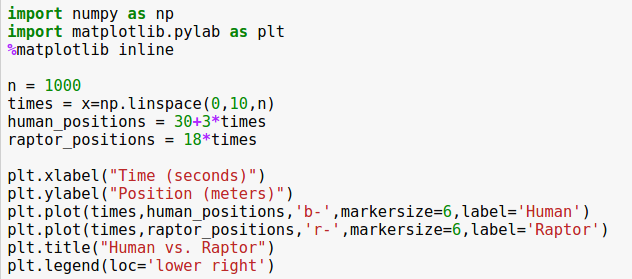 import numpy as np
import matplotlib.pylab as plt
%matplotlib inline
n = 1000
times = x=np.linspace(0,10,n)
human_positions = 30+3*times
raptor_positions = 18*times
plt.xlabel("Time (seconds)")
plt.ylabel("Position (meters)")
plt.plot(times,human_positions,'b-',markersize=6,label='Human')
plt.plot(times,raptor_positions,'r-',markersize=6,label='Raptor')
plt.title("Human vs. Raptor")
plt.legend(loc='lower right')